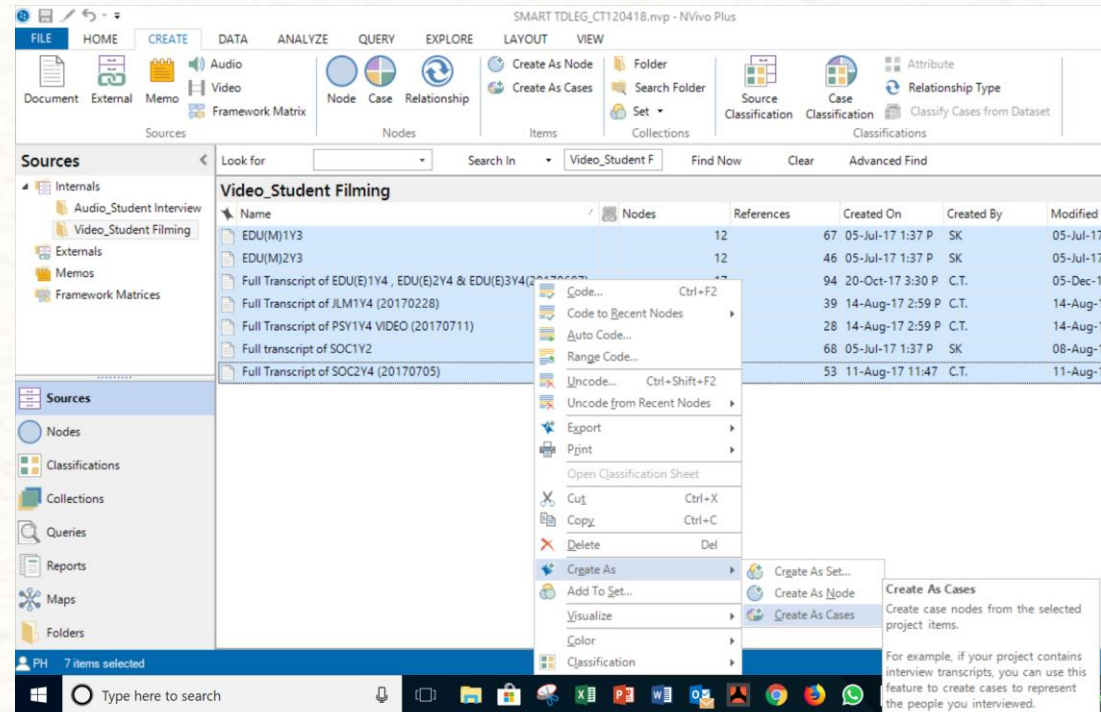 SMART TDLEG_CT120418.nvp - NVivo Plus
FILE HOME CREATE DATA ANALYZE QUERY EXPLORE LAYOUT VIEW
Document External Memo
Audio
Video
Framework Matrix
Sources
Node Case Relationship
Nodes
Create As Node
Create As Cases
Items
Folder
Search Folder
Set
Collections
Source Classification
Case Classification
Attribute
Relationship Type
Classify Cases from Dataset
Classifications
Sources
Internals
Audio_Student Interview
Video_Student Filming
Externals
Memos
Framework Matrices
Sources
Nodes
Classifications
Collections
Queries
Reports
Maps
Folders
Look for Search In Video_Student F Find Now Clear Advanced Find
Video_Student Filming
Name Nodes References Created On Created By Modified
EDU(M)1Y3 12 67 05-Jul-17 1:37 P SK 05-Jul-17
EDU(M)2Y3 12 46 05-Jul-17 1:37 P SK 05-Jul-17
Full Transcript of EDU(E)1Y4 , EDU(E)2Y4 & EDU(E)3Y4(20170607) 17 94 20-Oct-17 3:30 P C.T. 05-Dec-1
Full Transcript of JLM1Y4 (20170228) 39 14-Aug-17 2:59 P C.T. 14-Aug-1
Full Transcript of PSY1Y4 VIDEO (20170711) 28 14-Aug-17 2:59 P C.T. 14-Aug-1
Full transcript of SOC1Y2 68 05-Jul-17 1:37 P SK 08-Aug-1
Full Transcript of SOC2Y4 (20170705) 53 11-Aug-17 11:47 C.T. 11-Aug-1
Code... Ctrl+F2
Code to Recent Nodes
Auto Code...
Range Code...
Uncode... Ctrl+Shift+F2
Uncode from Recent Nodes
Export
Print
Open Classification Sheet
Cut Ctrl+X
Copy Ctrl+C
Delete Del
Create As
Add To Set...
Visualize
Color
Classification
Create As Set...
Create As Node
Create As Cases
Create As Cases
Create case nodes from the selected
project items.
For example, if your project contains
interview transcripts, you can use this
feature to create cases to represent
the people you interviewed.
PH 7 items selected
Type here to search